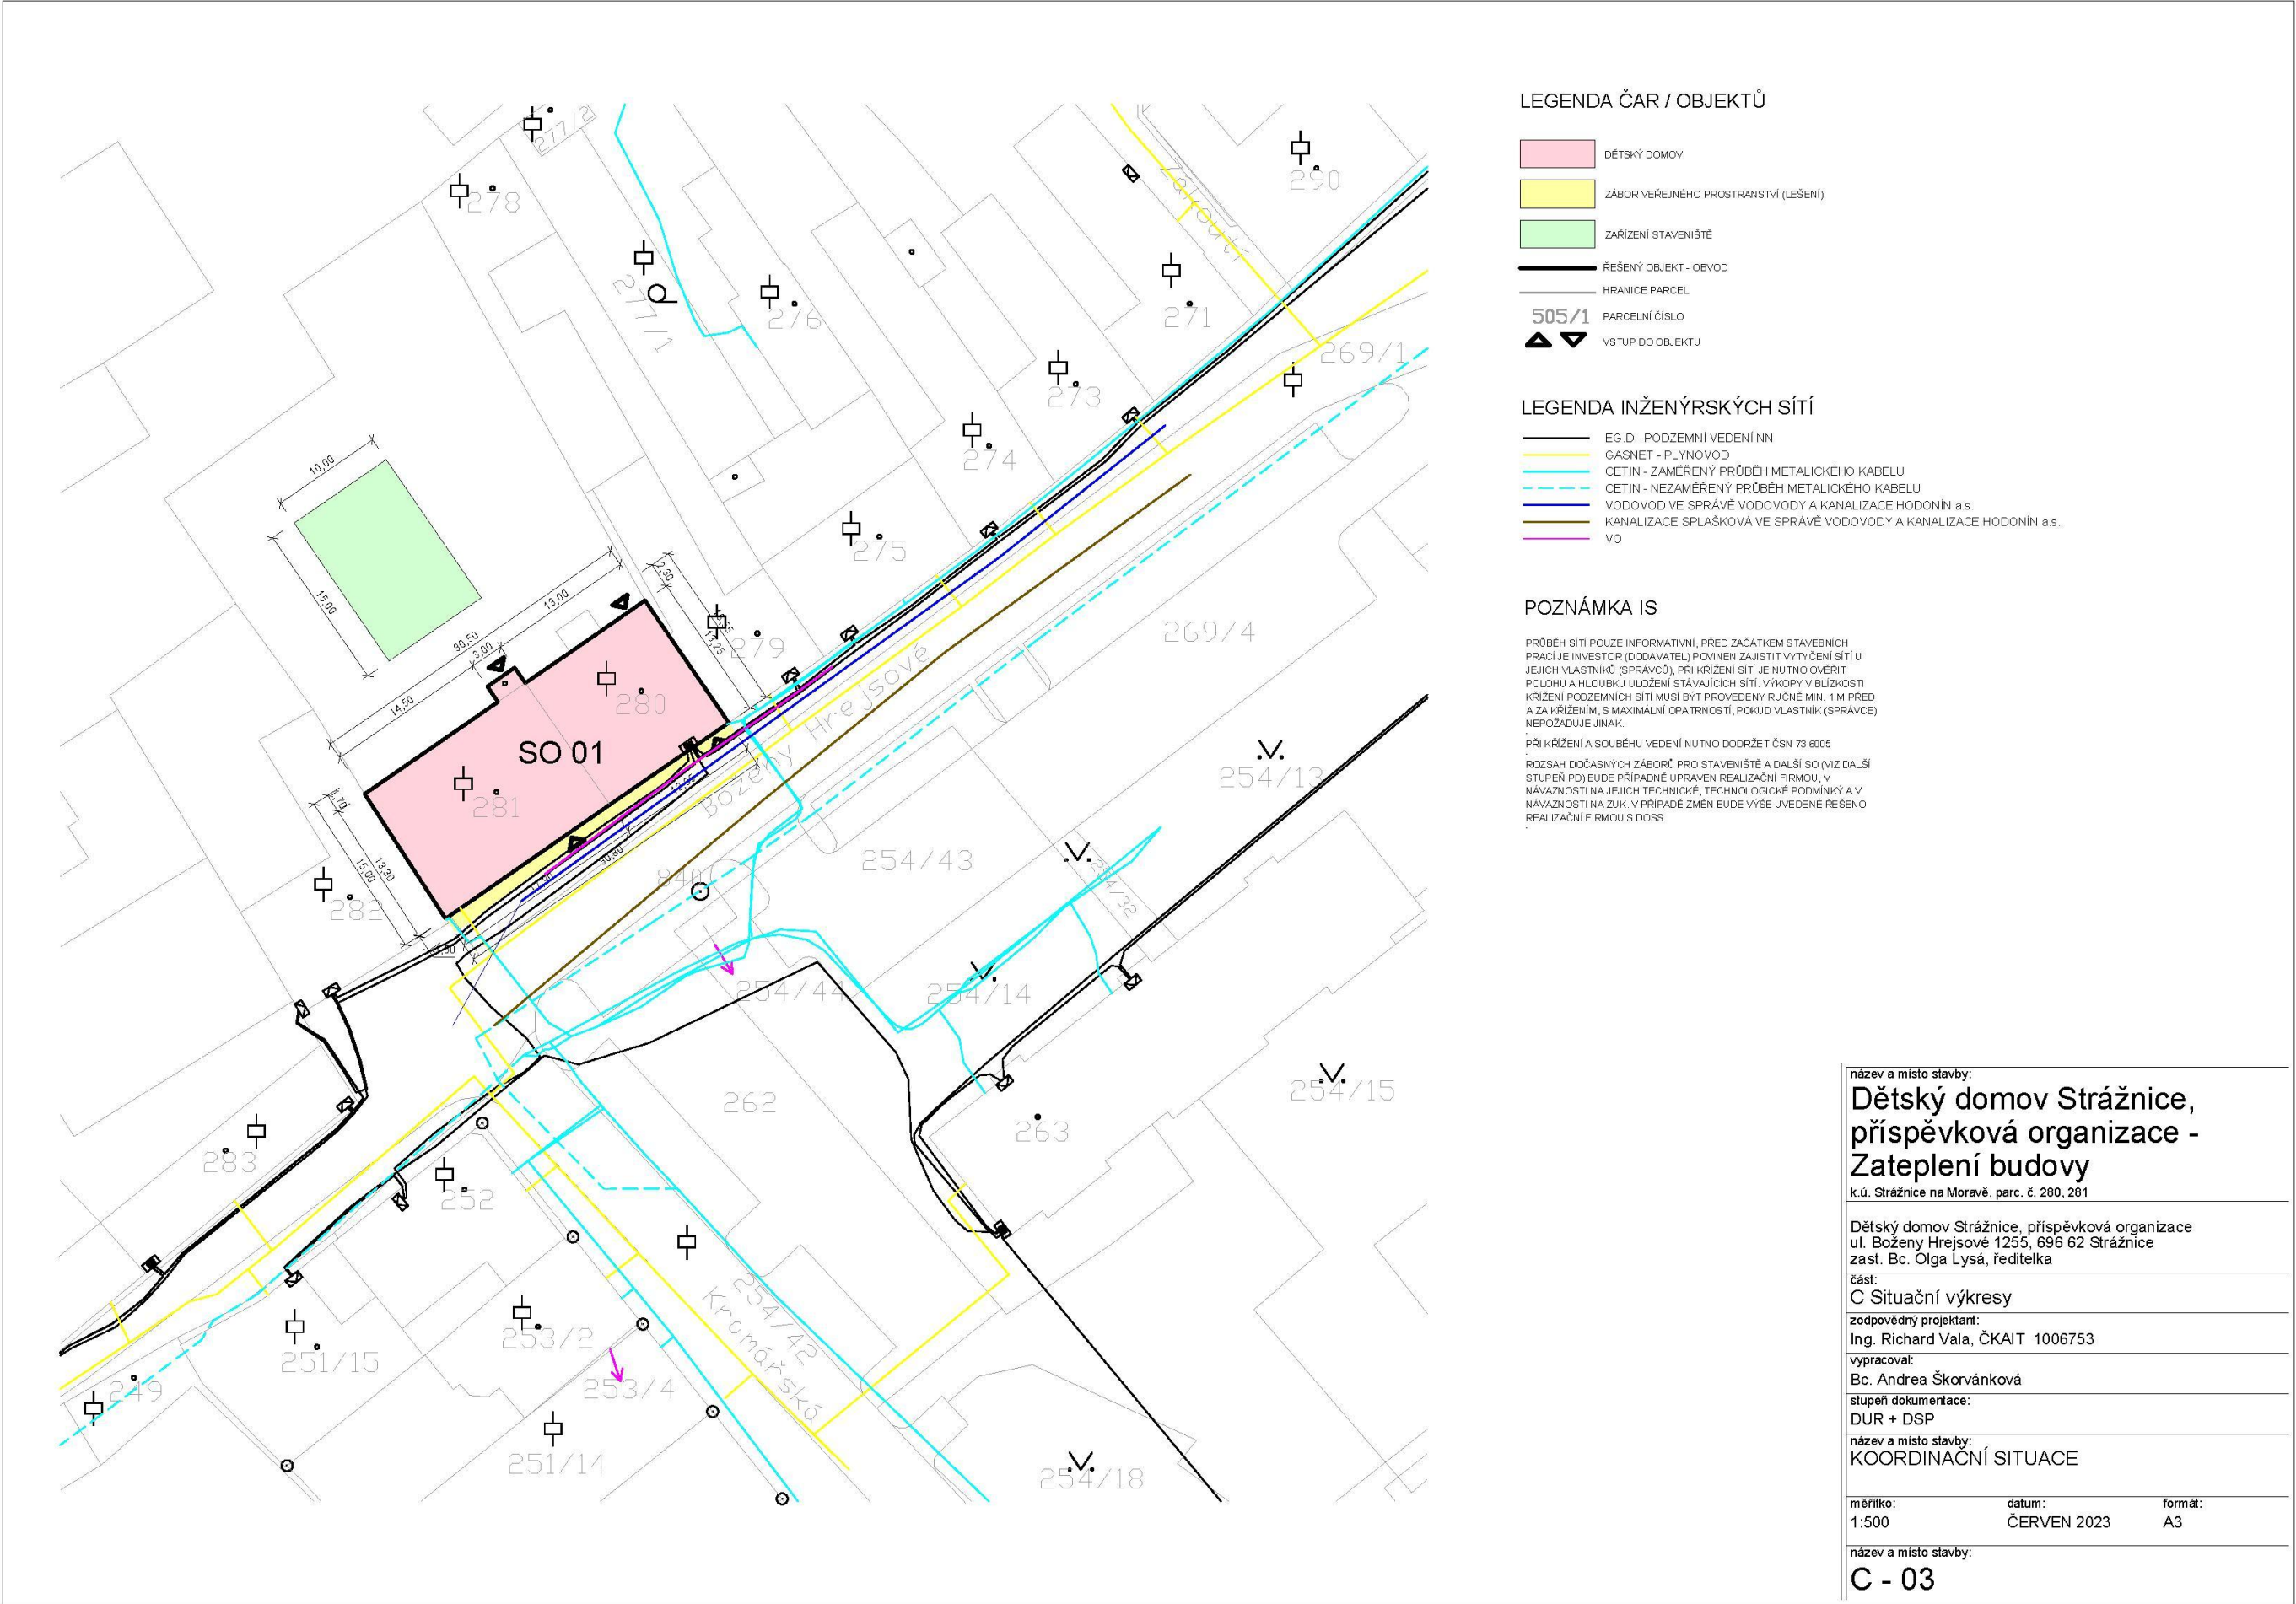 LEGENDA ČAR / OBJEKTŮ
DĚTSKÝ DOMOV
ZÁBOR VEŘEJNÉHO PROSTRANSTVÍ (LEŠENÍ)
ZAŘÍZENÍ STAVENIŠTĚ
ŘEŠENÝ OBJEKT - OBVOD
HRANICE PARCEL
505/1 PARCELNÍ ČÍSLO
VSTUP DO OBJEKTU
LEGENDA INŽENÝRSKÝCH SÍTÍ
EG.D - PODZEMNÍ VEDENÍ NN
GASNET - PLYNOVOD
CETIN - ZAMĚŘENÝ PRŮBĚH METALICKÉHO KABELU
CETIN - NEZAMĚŘENÝ PRŮBĚH METALICKÉHO KABELU
VODOVOD VE SPRÁVĚ VODOVODY A KANALIZACE HODONÍN a.s.
KANALIZACE SPLAŠKOVÁ VE SPRÁVĚ VODOVODY A KANALIZACE HODONÍN a.s.
VO
POZNÁMKA IS
PRŮBĚH SÍTÍ POUZE INFORMATIVNÍ, PŘED ZAČÁTKEM STAVEBNÍCH
PRACÍ JE INVESTOR (DODAVATEL) POVINEN ZAJISTIT VYTYČENÍ SÍTÍ U
JEJICH VLASTNÍKŮ (SPRÁVCŮ), PŘI KŘÍŽENÍ SÍTÍ JE NUTNO OVĚŘIT
POLOHU A HLOUBKU ULOŽENÍ STÁVAJÍCÍCH SÍTÍ. VÝKOPY V BLÍZKOSTI
KŘÍŽENÍ PODZEMNÍCH SÍTÍ MUSÍ BÝT PROVEDENY RUČNĚ MIN. 1 M PŘED
A ZA KŘÍŽENÍM, S MAXIMÁLNÍ OPATRNOSTÍ, POKUD VLASTNÍK (SPRÁVCE)
NEPOŽADUJE JINAK.
PŘI KŘÍŽENÍ A SOUBĚHU VEDENÍ NUTNO DODRŽET ČSN 73 6005
ROZSAH DOČASNÝCH ZÁBORŮ PRO STAVENIŠTĚ A DALŠÍ SO (VIZ DALŠÍ
STUPEŇ PD) BUDE PŘÍPADNĚ UPRAVEN REALIZAČNÍ FIRMOU, V
NÁVAZNOSTI NA JEJICH TECHNICKÉ, TECHNOLOGICKÉ PODMÍNKY A V
NÁVAZNOSTI NA ZUK. V PŘÍPADĚ ZMĚN BUDE VÝŠE UVEDENÉ ŘEŠENO
REALIZAČNÍ FIRMOU S DOSS.
277/2
278
290
277/1
276
271
269/1
273
274
275
10,00
15,00
2,30
13,00
30,50
3,00
13,25
279
269/4
14,50
280
SO 01
Boženy Hrejsové
254/13
281
2,70
13,30
15,00
30,80
840
254/43
254/32
282
254/44
254/14
254/15
262
263
283
252
254/42
Kramářská
251/15
253/2
253/4
249
251/14
254/18
název a místo stavby:
Dětský domov Strážnice,
příspěvková organizace -
Zateplení budovy
k.ú. Strážnice na Moravě, parc. č. 280, 281
Dětský domov Strážnice, příspěvková organizace
ul. Boženy Hrejsové 1255, 696 62 Strážnice
zast. Bc. Olga Lysá, ředitelka
část:
C Situační výkresy
zodpovědný projektant:
Ing. Richard Vala, ČKAIT 1006753
vypracoval:
Bc. Andrea Škorvánková
stupeň dokumentace:
DUR + DSP
název a místo stavby:
KOORDINAČNÍ SITUACE
měřítko: datum: formát:
1:500 ČERVEN 2023 A3
název a místo stavby:
C - 03